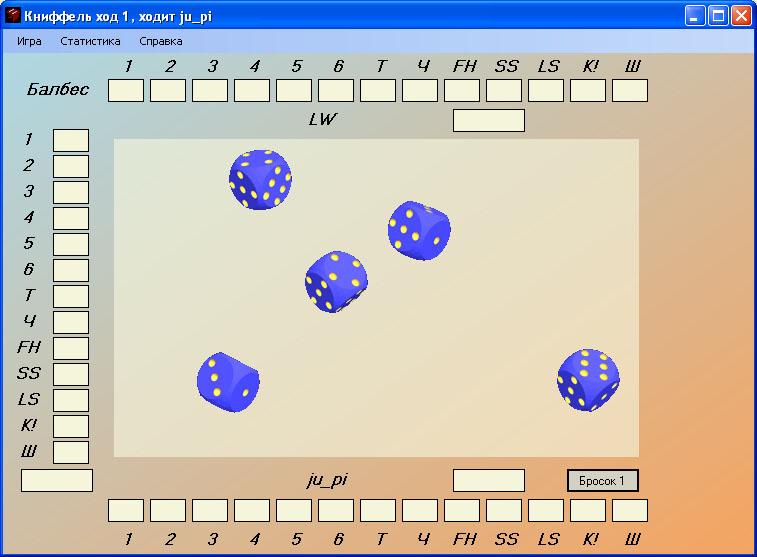 Книффель ход 1 , ходит ju_pi
Игра Статистика Справка
1 2 3 4 5 6 Т Ч FH SS LS K! Ш
Балбес
LW
1
2
3
4
5
6
Т
Ч
FH
SS
LS
K!
Ш
ju_pi
Бросок 1
1 2 3 4 5 6 Т Ч FH SS LS K! Ш